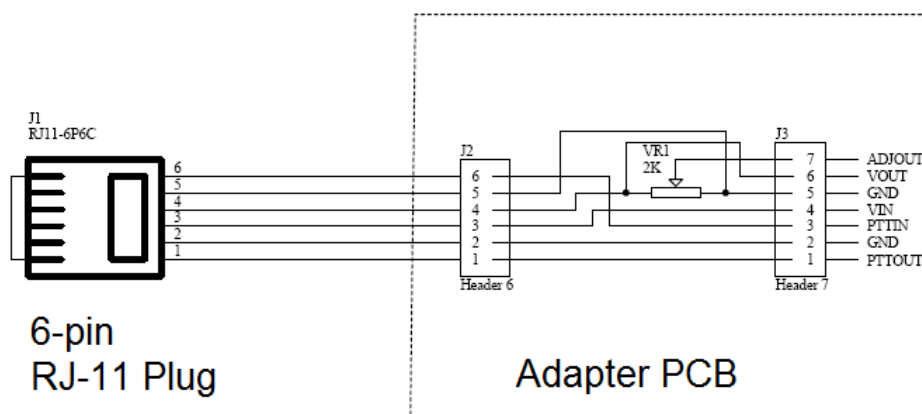 J1
RJ11-6P6C
6
5
4
3
2
1
6-pin
RJ-11 Plug
J2
6
5
4
3
2
1
Header 6
VR1
2K
J3
7 ADJOUT
6 VOUT
5 GND
4 VIN
3 PTTIN
2 GND
1 PTTOUT
Header 7
Adapter PCB